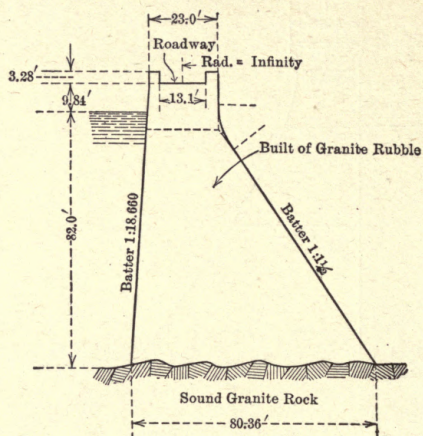 23.0'
Roadway
Rad. = Infinity
3.28'
13.1'
9.84'
Built of Granite Rubble
82.0'
Batter 1:18.660
Batter 1:1½
Sound Granite Rock
80.36'